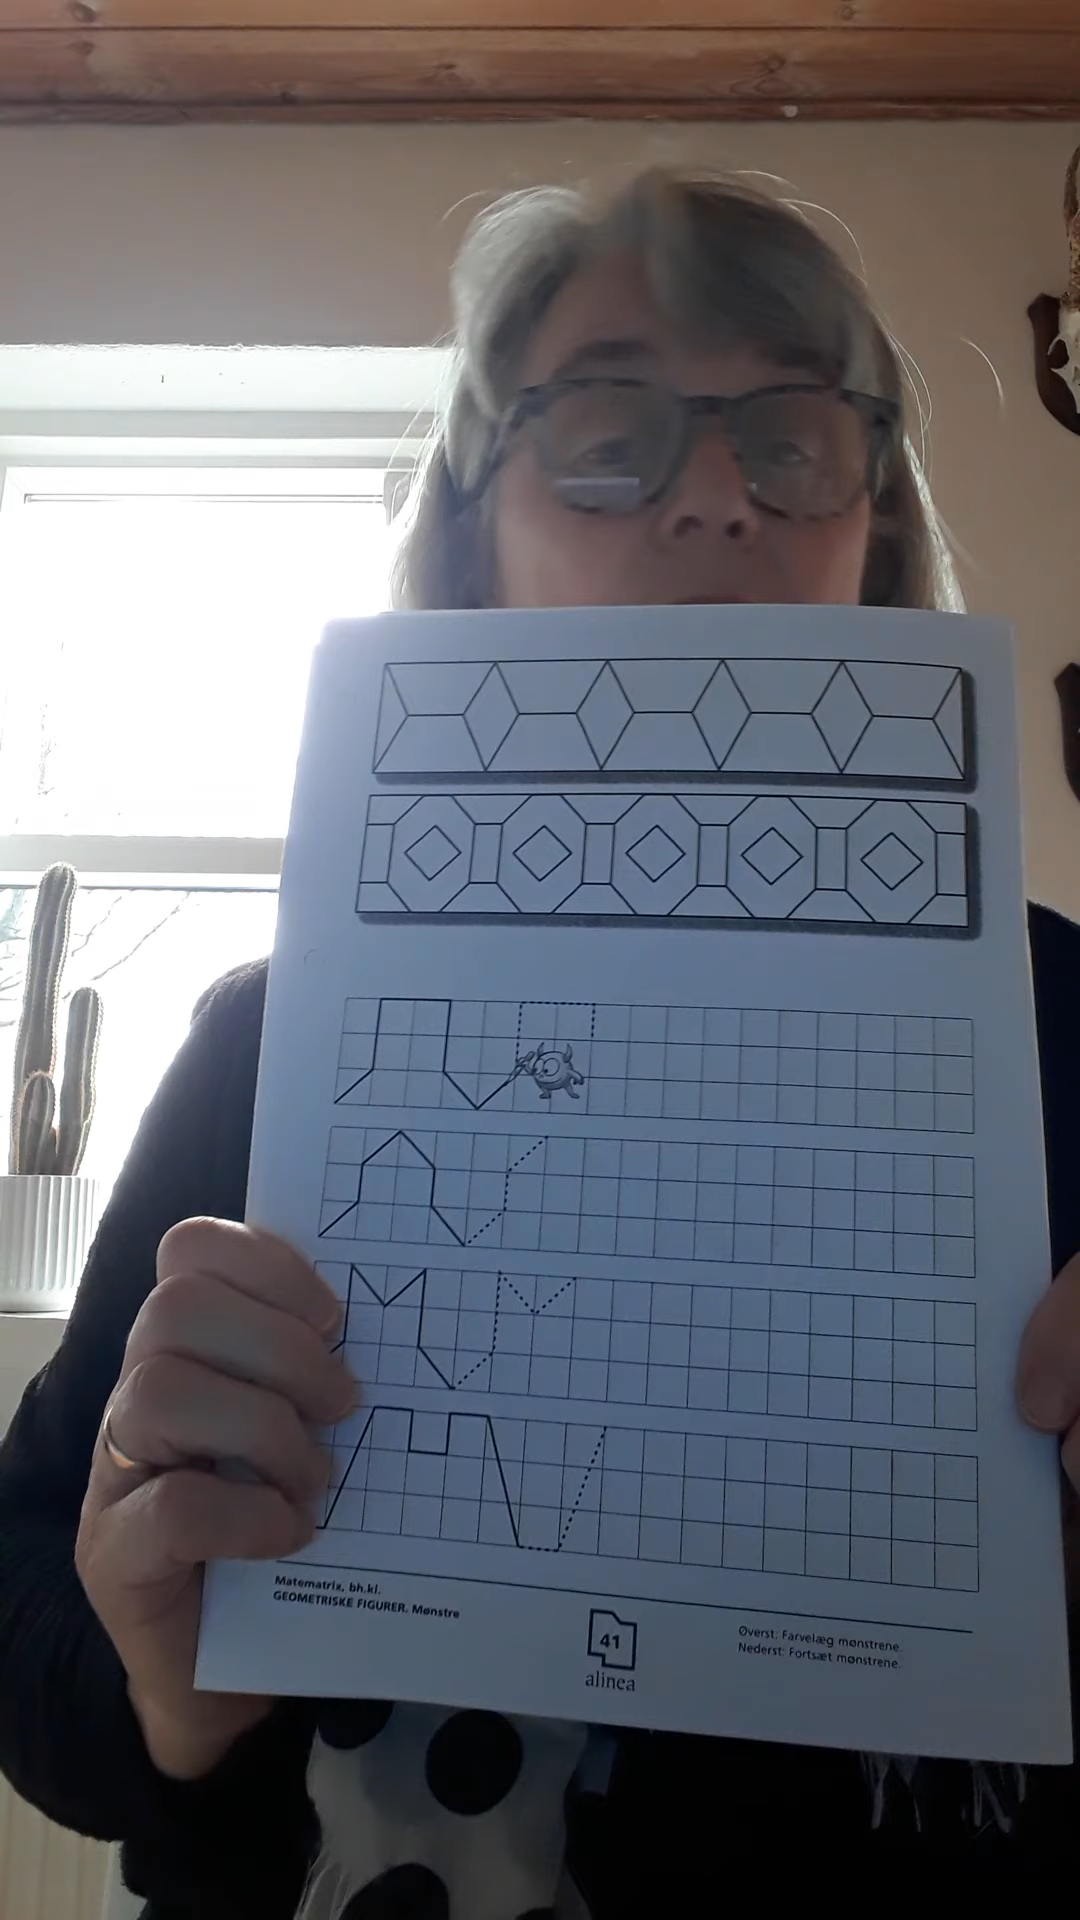 Matematrix, bh.kl.
GEOMETRISKE FIGURER. Mønstre
41
alinea
Øverst: Farvelæg mønstrene.
Nederst: Fortsæt mønstrene.